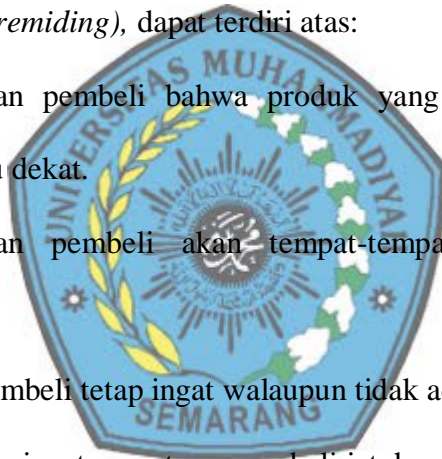 remiding), dapat terdiri atas:
an pembeli bahwa produk yang
dekat.
an pembeli akan tempat-tempa
mbeli tetap ingat walaupun tidak a
UNIVERSITAS MUHAMMADIYAH
SEMARANG